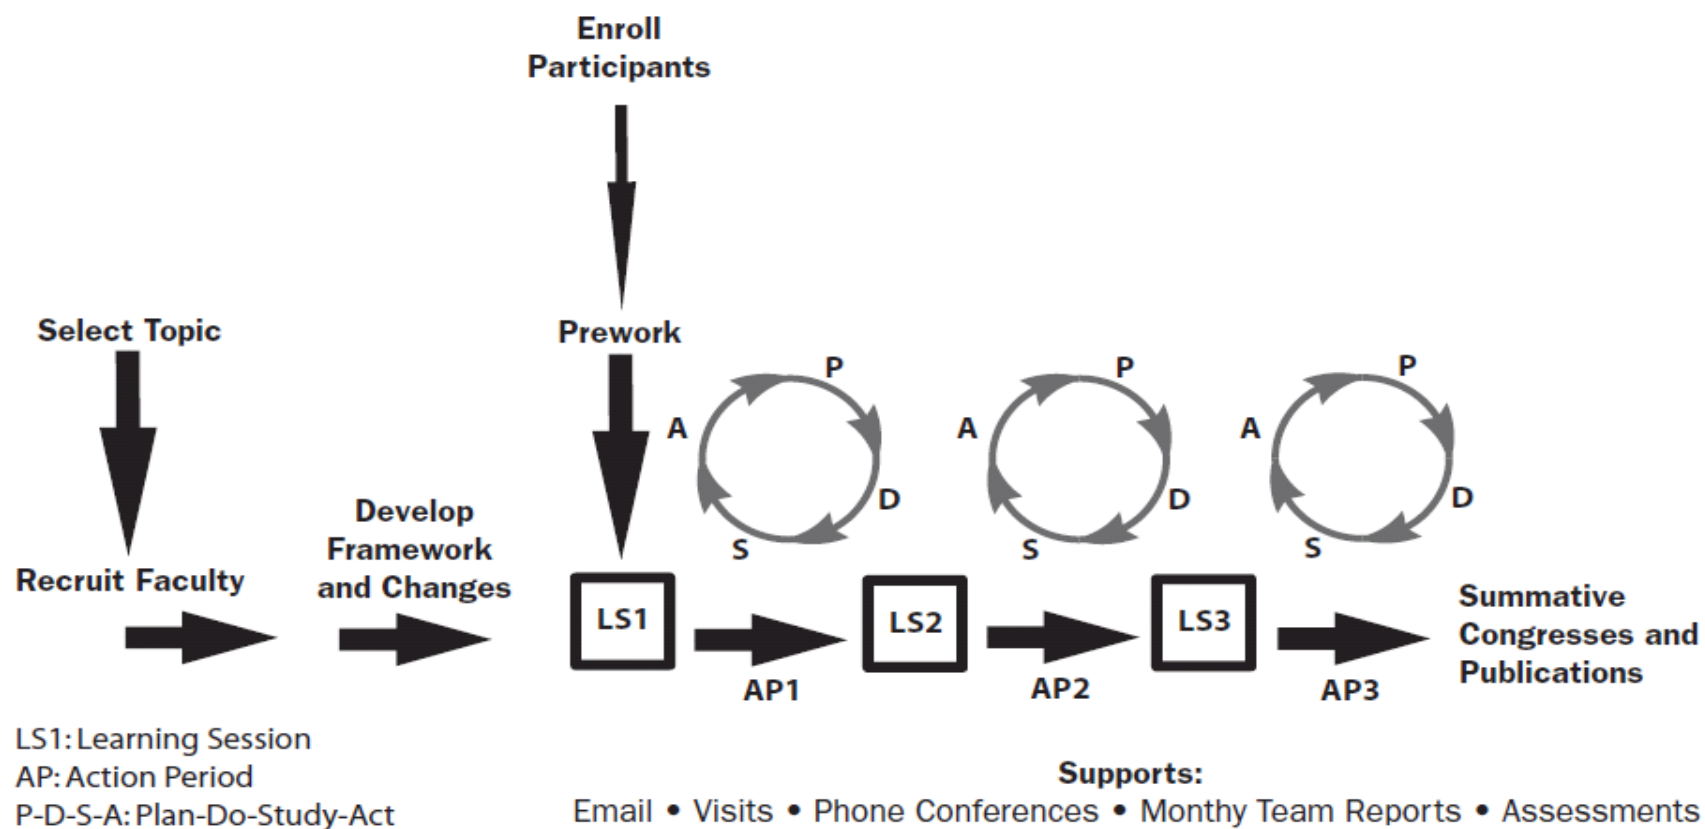 Enroll
Participants
Select Topic
Prework
P
A
D
S
P
A
D
S
P
A
D
S
Recruit Faculty
Develop
Framework
and Changes
LS1
LS2
LS3
AP1
AP2
AP3
Summative
Congresses and
Publications
LS1: Learning Session
AP: Action Period
P-D-S-A: Plan-Do-Study-Act
Supports:
Email • Visits • Phone Conferences • Monthy Team Reports • Assessments